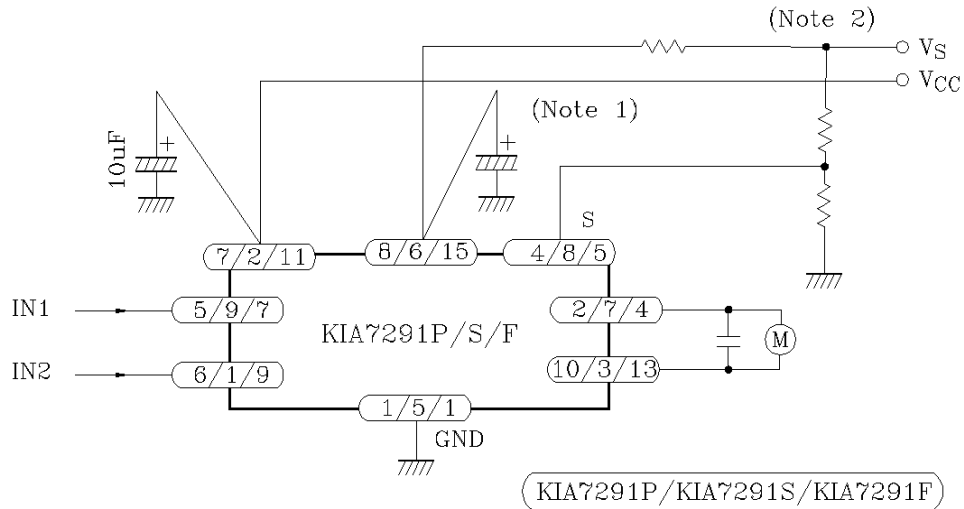 (Note 2)
VS
VCC
(Note 1)
10uF
+
+
S
7/2/11
8/6/15
4/8/5
IN1
5/9/7
2/7/4
KIA7291P/S/F
M
IN2
6/1/9
10/3/13
1/5/1
GND
KIA7291P/KIA7291S/KIA7291F